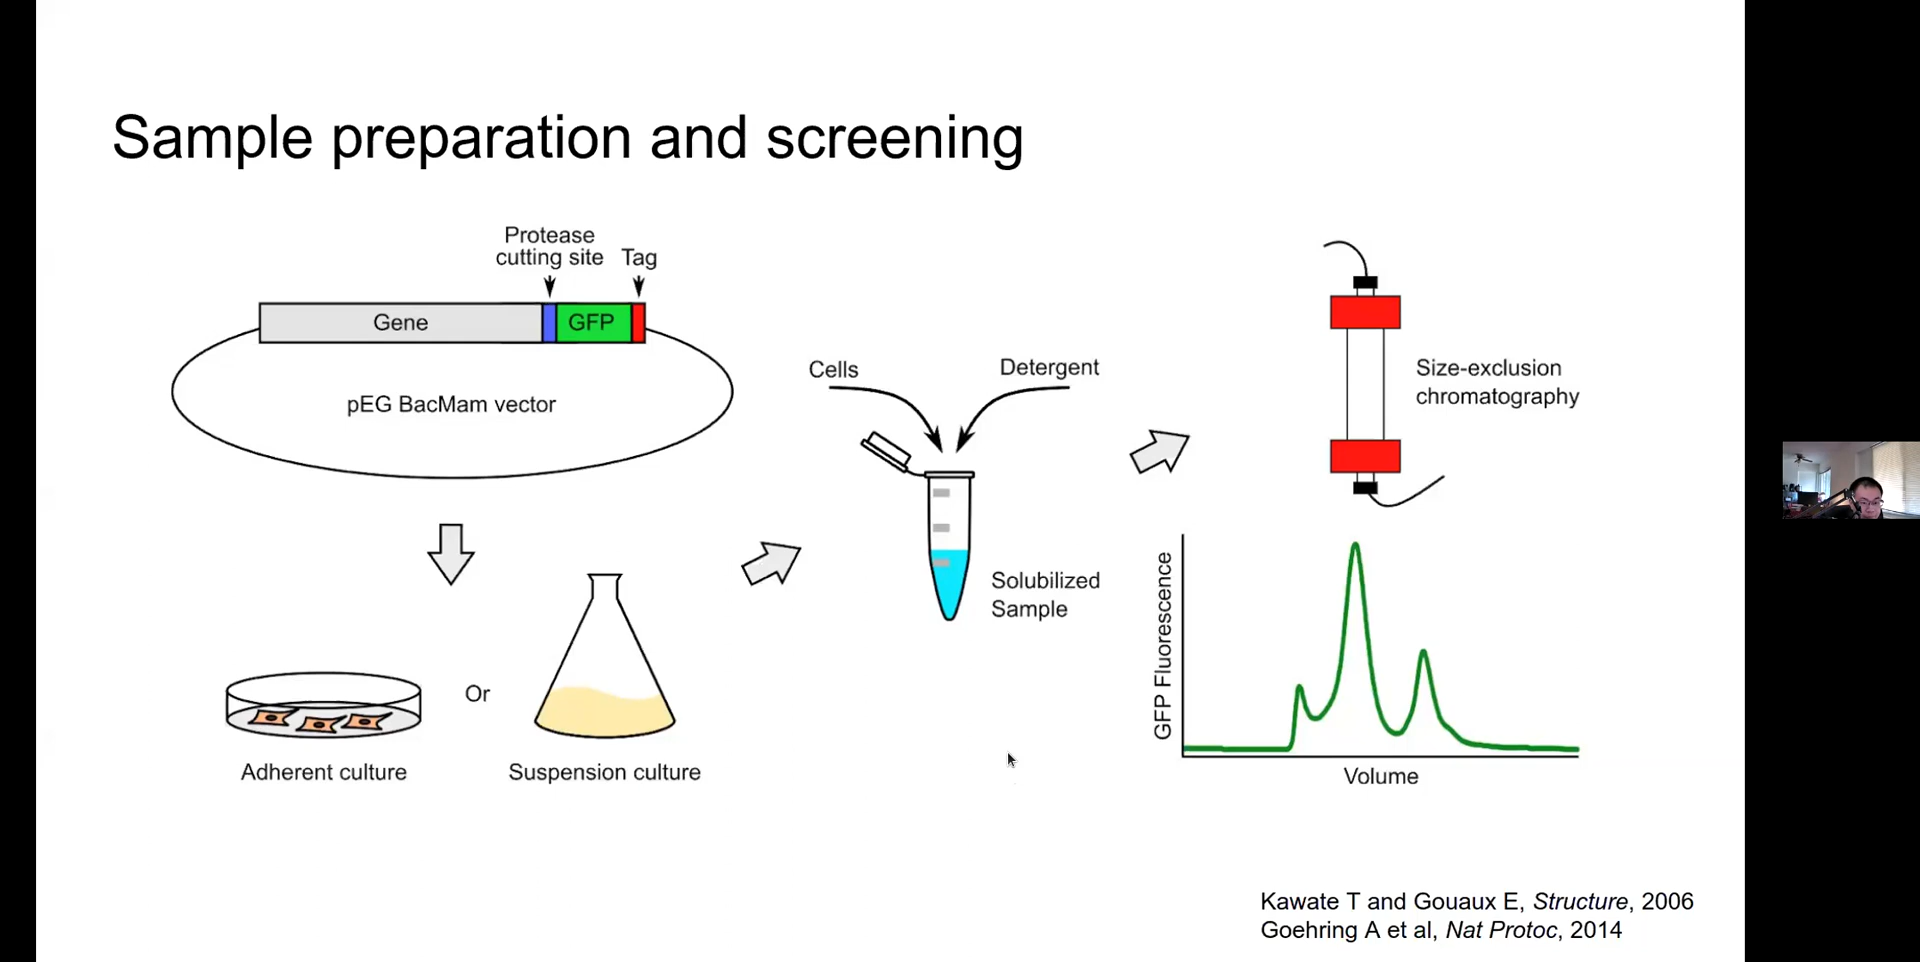 Sample preparation and screening
Protease
cutting site
Tag
Gene
GFP
pEG BacMam vector
Adherent culture
Or
Suspension culture
Cells
Detergent
Solubilized
Sample
Size-exclusion
chromatography
GFP Fluorescence
Volume
Kawate T and Gouaux E, Structure, 2006
Goehring A et al, Nat Protoc, 2014